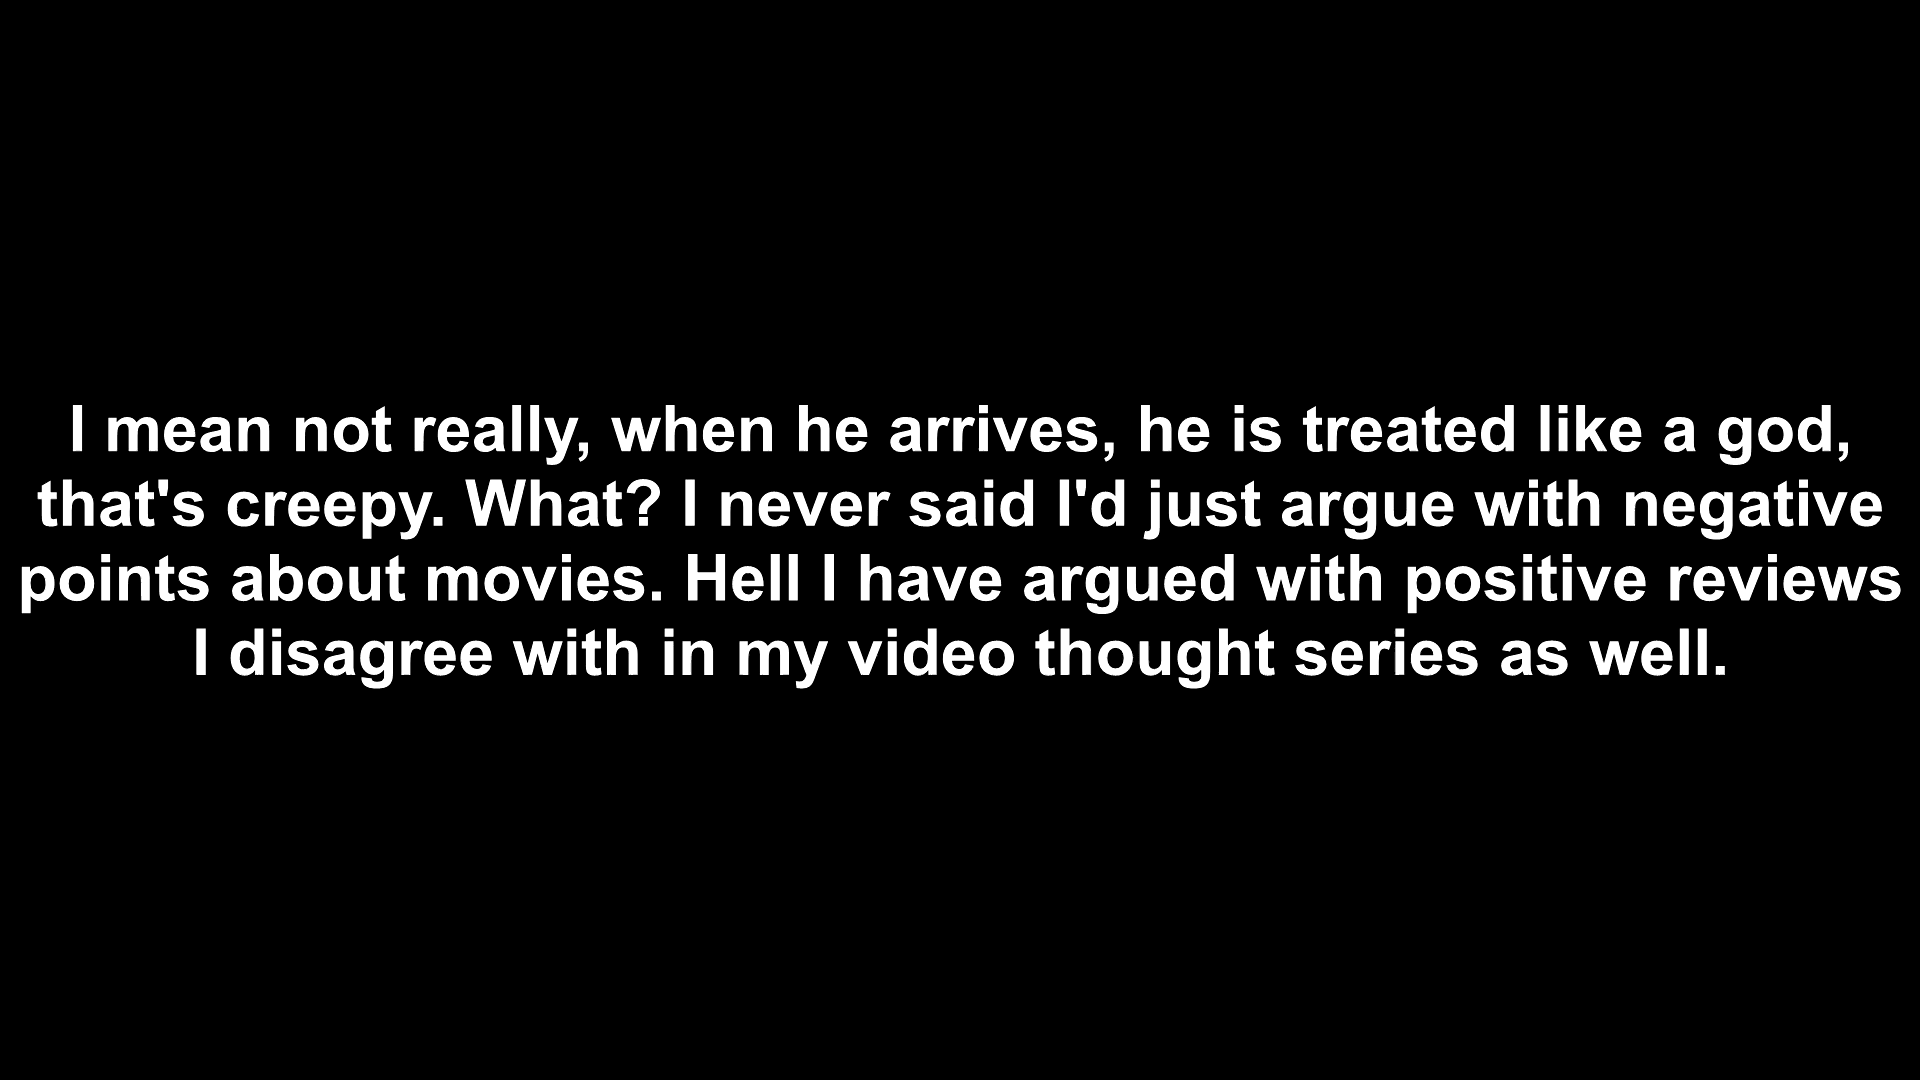 I mean not really, when he arrives, he is treated like a god,
that's creepy. What? I never said I'd just argue with negative
points about movies. Hell I have argued with positive reviews
I disagree with in my video thought series as well.